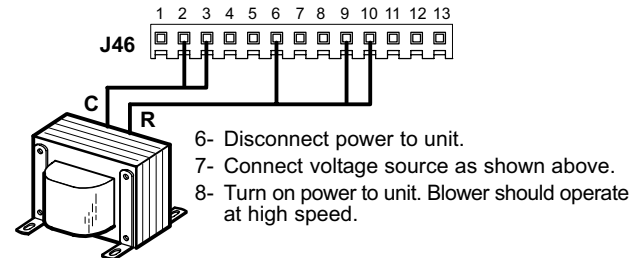 1 2 3 4 5 6 7 8 9 10 11 12 13
J46
C
R
6- Disconnect power to unit.
7- Connect voltage source as shown above.
8- Turn on power to unit. Blower should operate
at high speed.